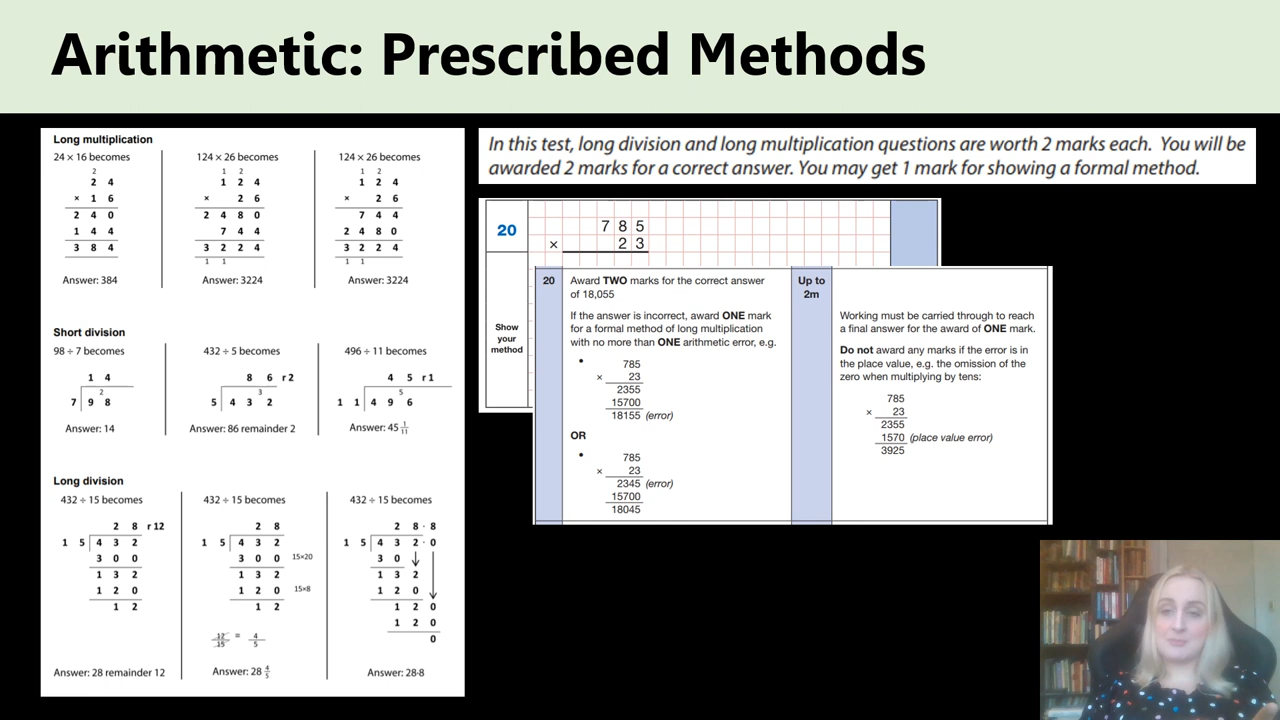 Arithmetic: Prescribed Methods
Long multiplication
24 × 16 becomes
2
2 4
× 1 6
2 4 0
1 4 4
3 8 4
Answer: 384
124 × 26 becomes
1 2
1 2 4
× 2 6
2 4 8 0
7 4 4
3 2 2 4
1 1
Answer: 3224
124 × 26 becomes
1 2
1 2 4
× 2 6
7 4 4
2 4 8 0
3 2 2 4
1 1
Answer: 3224
Short division
98 ÷ 7 becomes
1 4
2
7 9 8
Answer: 14
432 ÷ 5 becomes
8 6 r 2
3
5 4 3 2
Answer: 86 remainder 2
496 ÷ 11 becomes
4 5 r 1
5
1 1 4 9 6
Answer: 45 1/11
Long division
432 ÷ 15 becomes
2 8 r 12
1 5 4 3 2
3 0 0
1 3 2
1 2 0
1 2
Answer: 28 remainder 12
432 ÷ 15 becomes
2 8
1 5 4 3 2
3 0 0 15×20
1 3 2
1 2 0 15×8
1 2
12/15 = 4/5
Answer: 28 4/5
432 ÷ 15 becomes
2 8 · 8
1 5 4 3 2 · 0
3 0 ↓
1 3 2
1 2 0 ↓
1 2 0
1 2 0
0
Answer: 28·8
In this test, long division and long multiplication questions are worth 2 marks each. You will be
awarded 2 marks for a correct answer. You may get 1 mark for showing a formal method.
20
7 8 5
× 2 3
Show
your
method
20
Award TWO marks for the correct answer
of 18,055
If the answer is incorrect, award ONE mark
for a formal method of long multiplication
with no more than ONE arithmetic error, e.g.
• 785
× 23
2355
15700
18155 (error)
OR
• 785
× 23
2345 (error)
15700
18045
Up to
2m
Working must be carried through to reach
a final answer for the award of ONE mark.
Do not award any marks if the error is in
the place value, e.g. the omission of the
zero when multiplying by tens:
785
× 23
2355
1570 (place value error)
3925